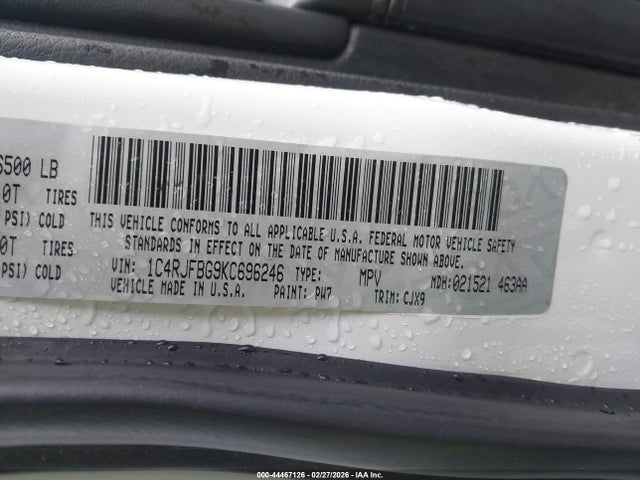 6500 LB
0T TIRES
PSI) COLD
0T TIRES
PSI) COLD
THIS VEHICLE CONFORMS TO ALL APPLICABLE U.S.A. FEDERAL MOTOR VEHICLE SAFETY
STANDARDS IN EFFECT ON THE DATE OF MANUFACTURE SHOWN ABOVE.
VIN: 1C4RJFBG9KC696246 TYPE: MPV MDH:021521 463AA
VEHICLE MADE IN U.S.A. PAINT: PW7 TRIM: CJX9
000-44467126 - 02/27/2026 - IAA Inc.